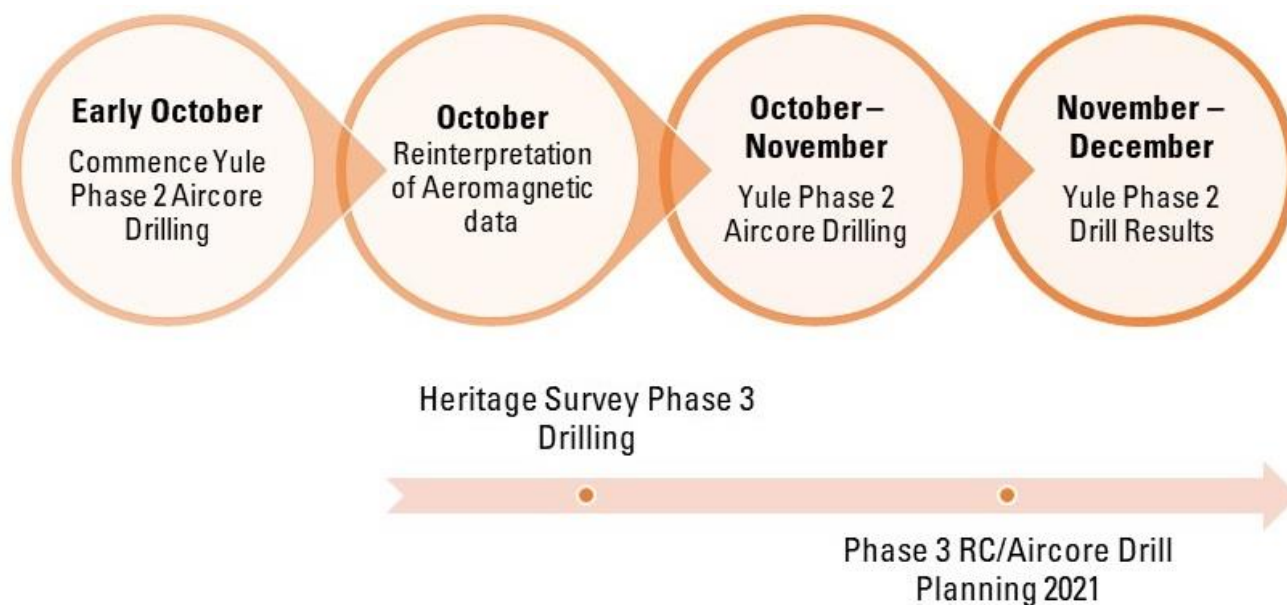 Early October
Commence Yule
Phase 2 Aircore
Drilling
October
Reinterpretation
of Aeromagnetic
data
October –
November
Yule Phase 2
Aircore Drilling
November –
December
Yule Phase 2
Drill Results
Heritage Survey Phase 3
Drilling
Phase 3 RC/Aircore Drill
Planning 2021